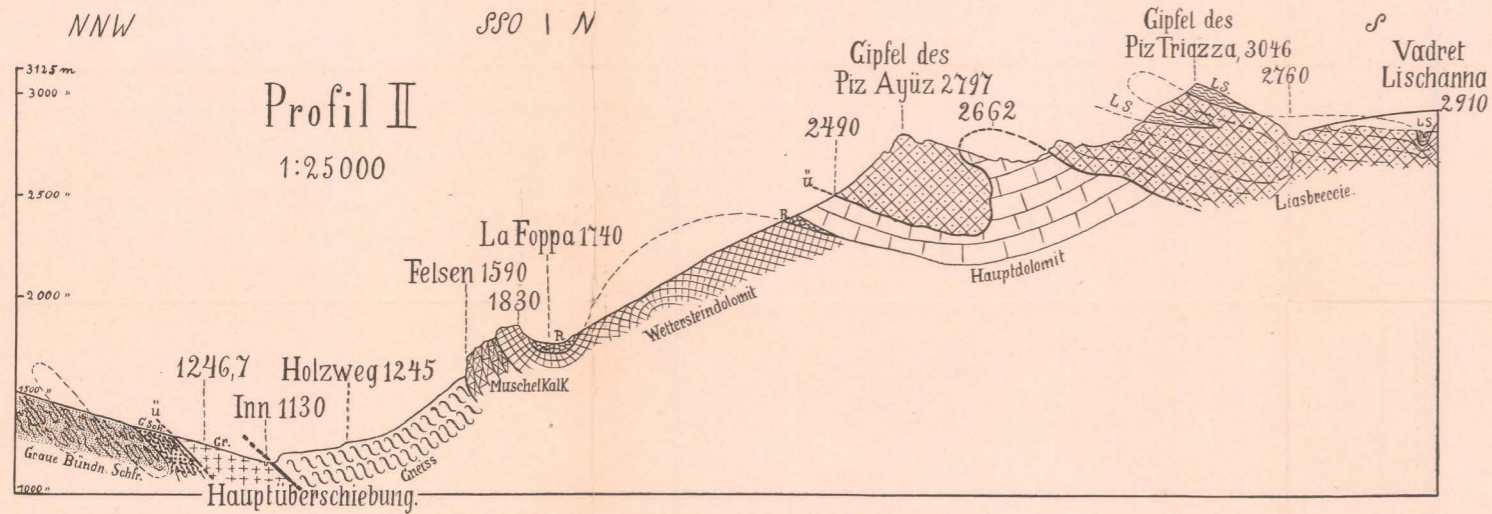 NNW
SSO | N
S
Profil II
1:25000
3125 m
3000 "
2500 "
2000 "
1500 "
1000 "
Gipfel des
Piz Triazza, 3046
2760
Vadret
Lischanna
2910
Gipfel des
Piz Ayüz 2797
2662
2490
L S.
LS.
LS
ü
R
Liasbreccie.
Hauptdolomit
Wettersteindolomit
La Foppa 1740
Felsen 1590
1830
R
Muschelkalk
1246,7
Holzweg 1245
Inn 1130
ü
Gr.
Gneiss
Graue Bündn. Schfr.
Hauptüberschiebung.